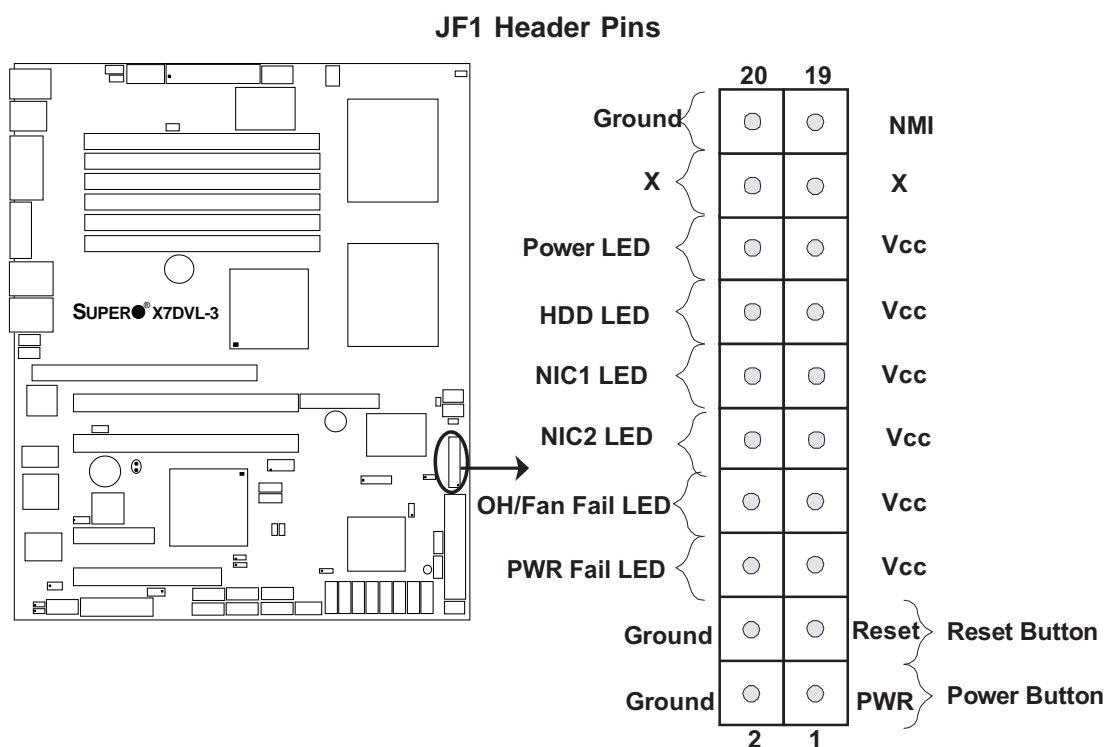 JF1 Header Pins
SUPER® X7DVL-3
20 19
Ground NMI
X X
Power LED Vcc
HDD LED Vcc
NIC1 LED Vcc
NIC2 LED Vcc
OH/Fan Fail LED Vcc
PWR Fail LED Vcc
Ground Reset Reset Button
Ground PWR Power Button
2 1